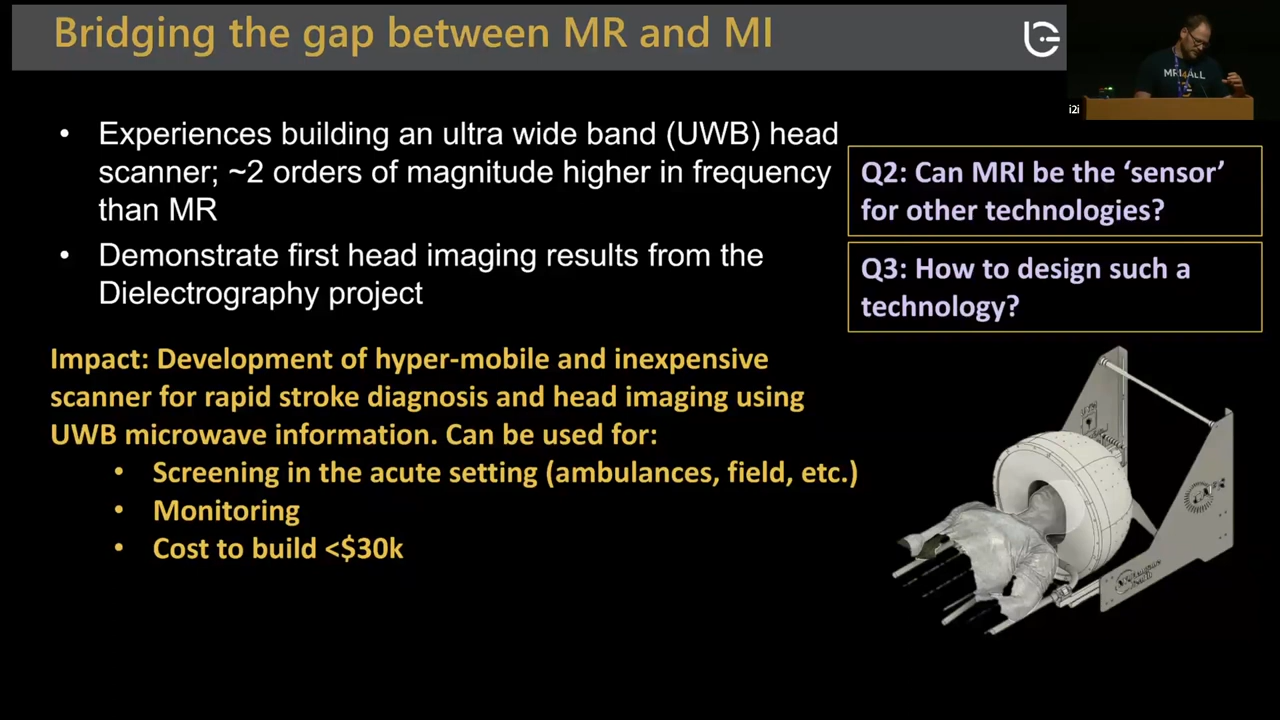 Bridging the gap between MR and MI
MRI4ALL
i2i
• Experiences building an ultra wide band (UWB) head
scanner; ~2 orders of magnitude higher in frequency
than MR
• Demonstrate first head imaging results from the
Dielectrography project
Q2: Can MRI be the ‘sensor’
for other technologies?
Q3: How to design such a
technology?
Impact: Development of hyper-mobile and inexpensive
scanner for rapid stroke diagnosis and head imaging using
UWB microwave information. Can be used for:
• Screening in the acute setting (ambulances, field, etc.)
• Monitoring
• Cost to build <$30k